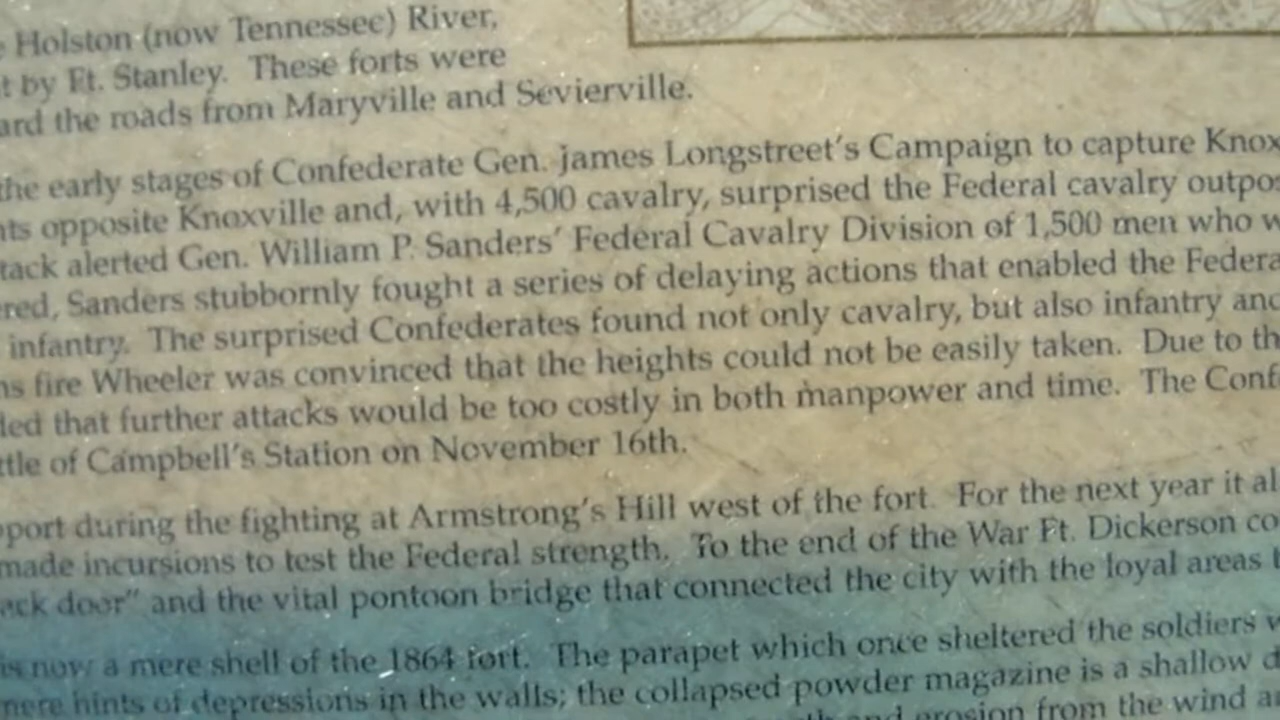 Holston (now Tennessee) River,
by Ft. Stanley. These forts were
the roads from Maryville and Sevierville.
the early stages of Confederate Gen. James Longstreet's Campaign to capture Knox
ts opposite Knoxville and, with 4,500 cavalry, surprised the Federal cavalry outpo
tack alerted Gen. William P. Sanders' Federal Cavalry Division of 1,500 men who w
red, Sanders stubbornly fought a series of delaying actions that enabled the Federa
infantry. The surprised Confederates found not only cavalry, but also infantry and
ns fire Wheeler was convinced that the heights could not be easily taken. Due to th
ded that further attacks would be too costly in both manpower and time. The Conf
ttle of Campbell's Station on November 16th.
pport during the fighting at Armstrong's Hill west of the fort. For the next year it al
made incursions to test the Federal strength. To the end of the War Ft. Dickerson co
ack door" and the vital pontoon bridge that connected the city with the loyal areas
is now a mere shell of the 1864 fort. The parapet which once sheltered the soldiers w
mere hints of depressions in the walls; the collapsed powder magazine is a shallow d
and erosion from the wind a